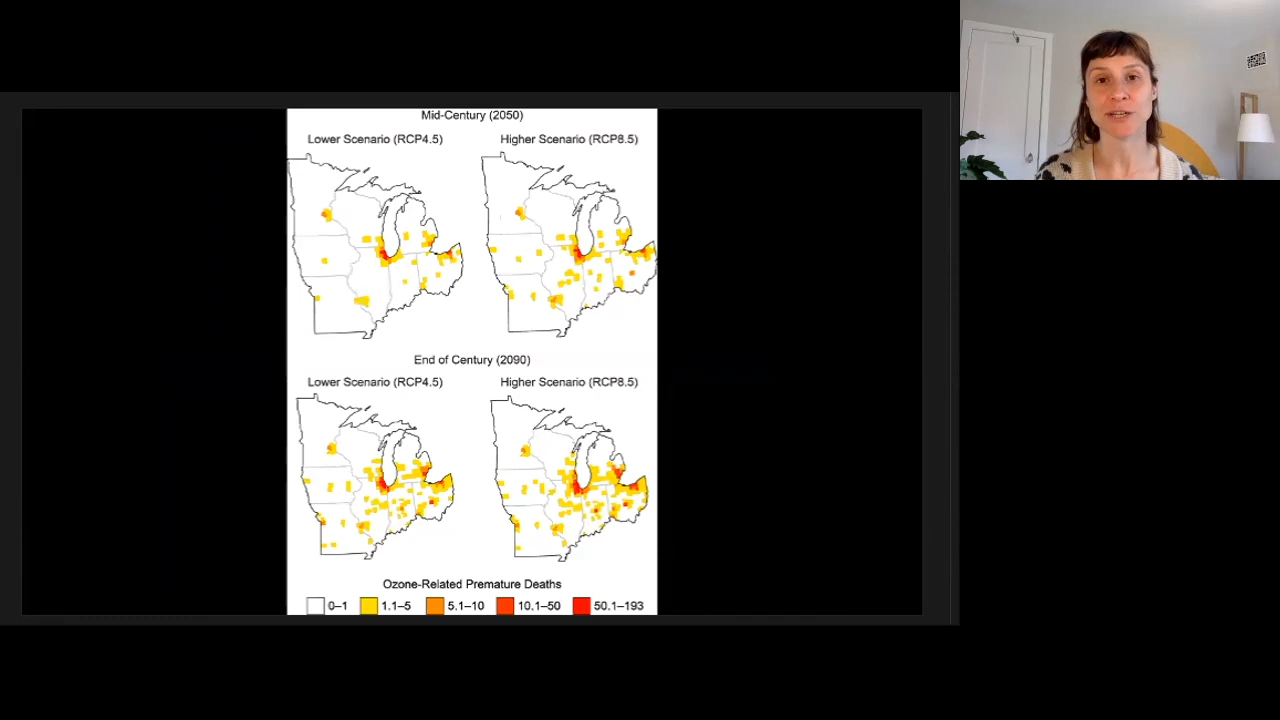 Mid-Century (2050)
Lower Scenario (RCP4.5) Higher Scenario (RCP8.5)
End of Century (2090)
Lower Scenario (RCP4.5) Higher Scenario (RCP8.5)
Ozone-Related Premature Deaths
0–1 1.1–5 5.1–10 10.1–50 50.1–193